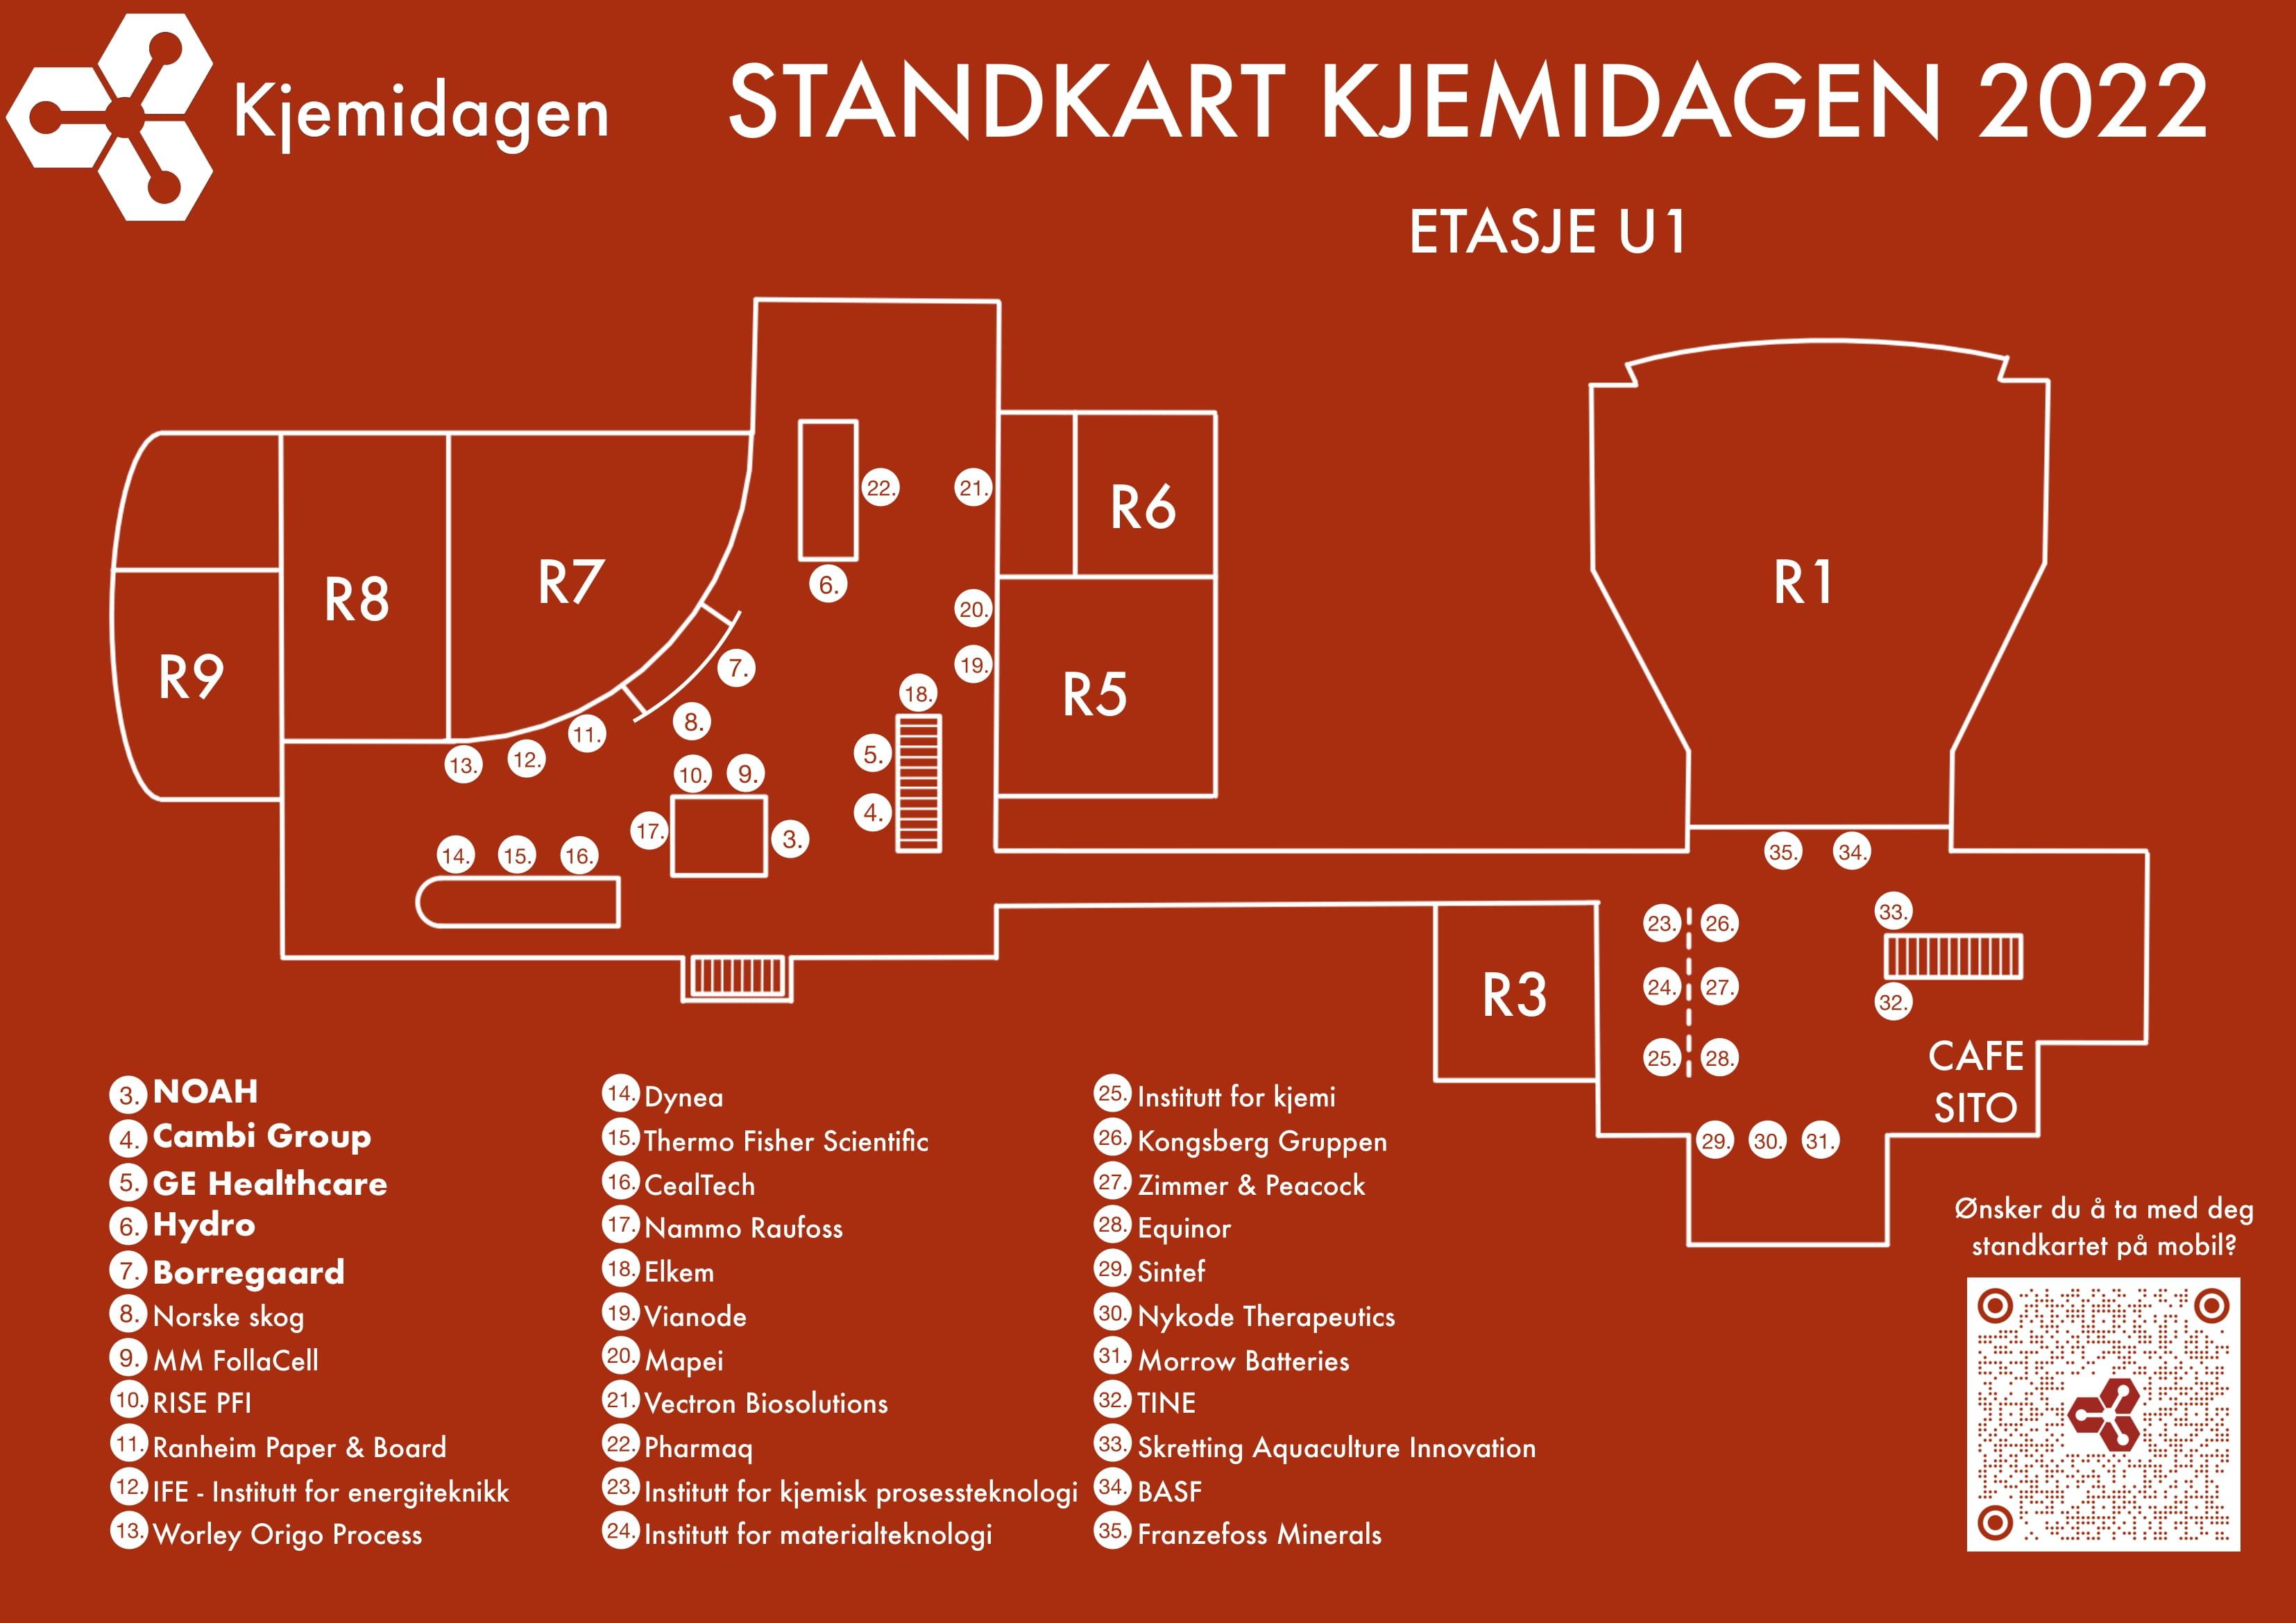 Kjemidagen
STANDKART KJEMIDAGEN 2022
ETASJE U1
R9
R8
R7
R6
R5
R1
R3
22.
21.
6.
20.
19.
7.
18.
8.
11.
12.
13.
5.
10.
9.
4.
17.
3.
14.
15.
16.
35.
34.
33.
23.
26.
24.
27.
32.
25.
28.
29.
30.
31.
CAFE
SITO
3. NOAH
4. Cambi Group
5. GE Healthcare
6. Hydro
7. Borregaard
8. Norske skog
9. MM FollaCell
10. RISE PFI
11. Ranheim Paper & Board
12. IFE - Institutt for energiteknikk
13. Worley Origo Process
14. Dynea
15. Thermo Fisher Scientific
16. CealTech
17. Nammo Raufoss
18. Elkem
19. Vianode
20. Mapei
21. Vectron Biosolutions
22. Pharmaq
23. Institutt for kjemisk prosessteknologi
24. Institutt for materialteknologi
25. Institutt for kjemi
26. Kongsberg Gruppen
27. Zimmer & Peacock
28. Equinor
29. Sintef
30. Nykode Therapeutics
31. Morrow Batteries
32. TINE
33. Skretting Aquaculture Innovation
34. BASF
35. Franzefoss Minerals
Ønsker du å ta med deg
standkartet på mobil?